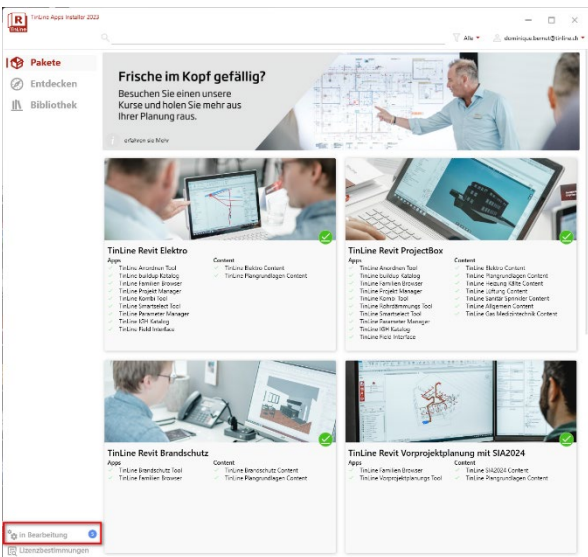 R
TinLine
TinLine Apps Installer 2023
Alle
dominique.bernet@tinline.ch
Pakete
Entdecken
Bibliothek
Frische im Kopf gefällig?
Besuchen Sie einen unsere
Kurse und holen Sie mehr aus
Ihrer Planung raus.
erfahren sie Mehr
TinLine Revit Elektro
Apps
TinLine Anordnen Tool
TinLine buildup Katalog
TinLine Familien Browser
TinLine Projekt Manager
TinLine Kombi Tool
TinLine Smartselect Tool
TinLine Parameter Manager
TinLine IGH Katalog
TinLine Field Interface
Content
TinLine Elektro Content
TinLine Plangrundlagen Content
TinLine Revit ProjectBox
Apps
TinLine Anordnen Tool
TinLine buildup Katalog
TinLine Familien Browser
TinLine Projekt Manager
TinLine Kombi Tool
TinLine Rohrdämmungs Tool
TinLine Smartselect Tool
TinLine Parameter Manager
TinLine IGH Katalog
TinLine Field Interface
Content
TinLine Elektro Content
TinLine Plangrundlagen Content
TinLine Heizung Kälte Content
TinLine Lüftung Content
TinLine Sanitär Sprinkler Content
TinLine Allgemein Content
TinLine Gas Medizintechnik Content
TinLine Revit Brandschutz
Apps
TinLine Brandschutz Tool
TinLine Familien Browser
Content
TinLine Brandschutz Content
TinLine Plangrundlagen Content
TinLine Revit Vorprojektplanung mit SIA2024
Apps
TinLine Familien Browser
TinLine Vorprojektplanungs Tool
Content
TinLine SIA2024 Content
TinLine Plangrundlagen Content
In Bearbeitung
Lizenzbestimmungen